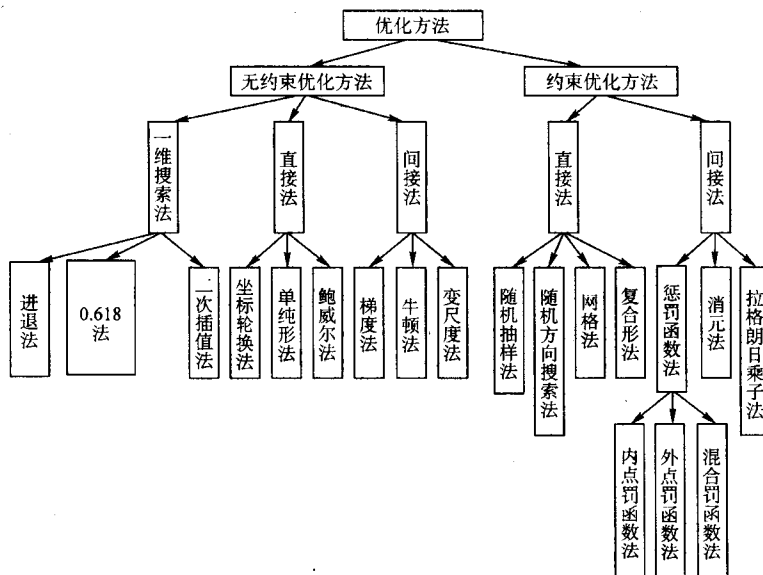 优化方法
无约束优化方法
约束优化方法
一维搜索法
直接法
间接法
直接法
间接法
进退法
0.618
法
二次插值法
坐标轮换法
单纯形法
鲍威尔法
梯度法
牛顿法
变尺度法
随机抽样法
随机方向搜索法
网格法
复合形法
惩罚函数法
消元法
拉格朗日乘子法
内点罚函数法
外点罚函数法
混合罚函数法